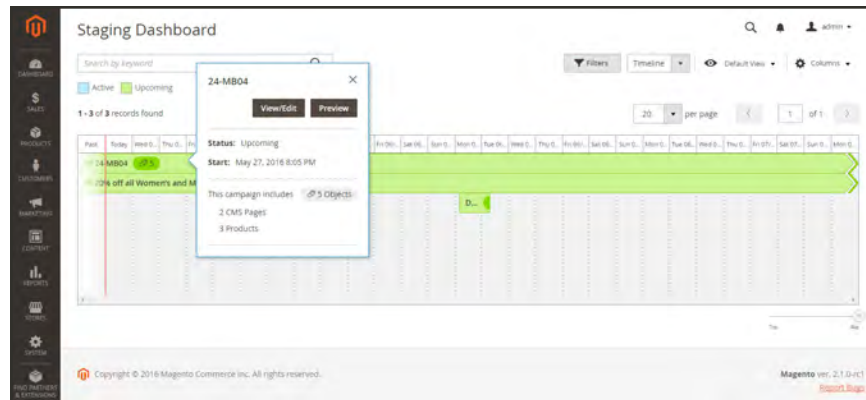 Staging Dashboard
admin
DASHBOARD
SALES
PRODUCTS
CUSTOMERS
MARKETING
CONTENT
REPORTS
STORES
SYSTEM
FIND PARTNERS
& EXTENSIONS
Search by keyword
Filters
Timeline
Default View
Columns
Active
Upcoming
1 - 3 of 3 records found
20
per page
1
of 1
Past
Today
24-MB04
5
20% off all Women's and M
D...
24-MB04
View/Edit
Preview
Status: Upcoming
Start: May 27, 2016 8:05 PM
This campaign includes
5 Objects
2 CMS Pages
3 Products
Copyright © 2016 Magento Commerce Inc. All rights reserved.
Magento ver. 2.1.0-rc1
Report Bugs